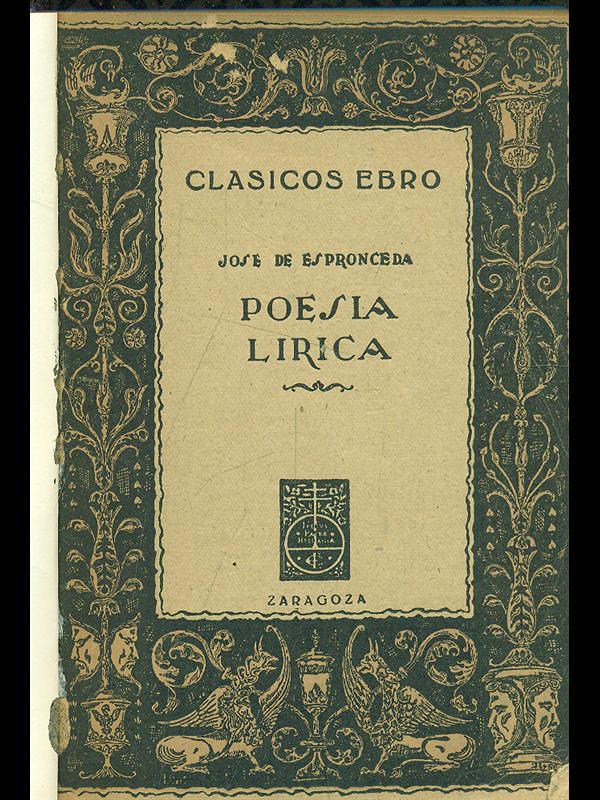 CLASICOS EBRO
JOSE DE ESPRONCEDA
POESIA
LIRICA
ZARAGOZA